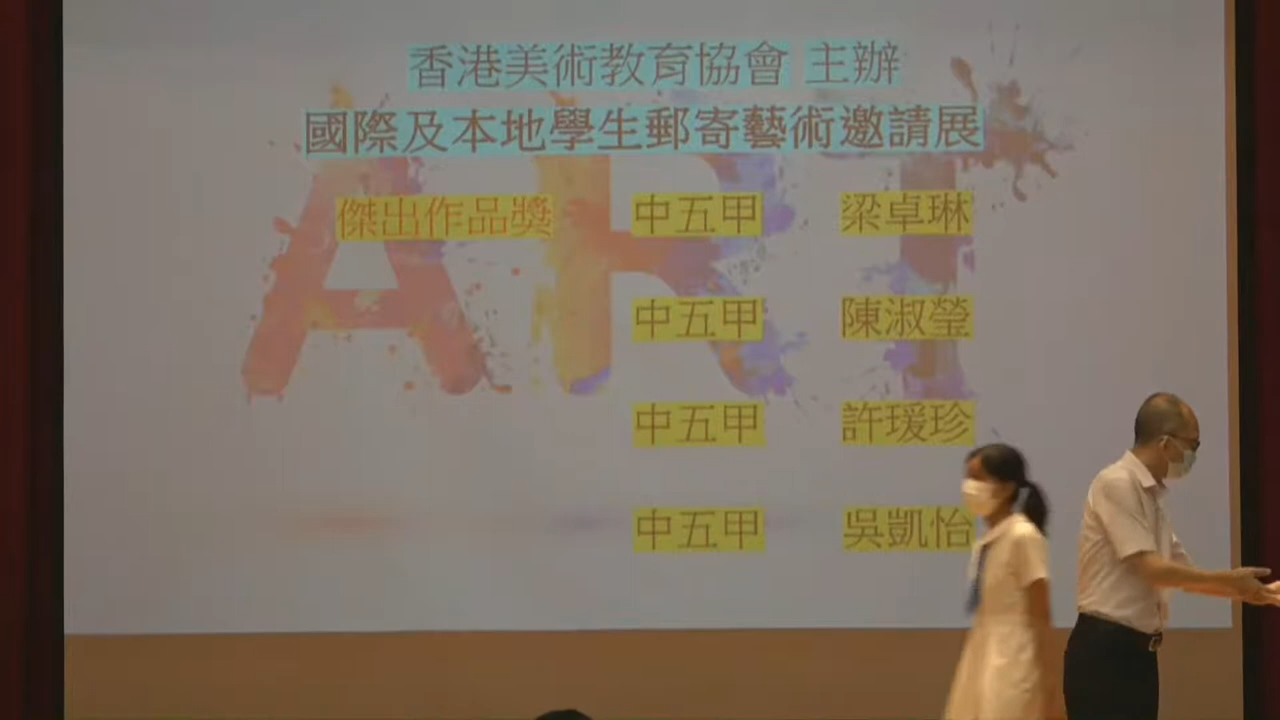 香港美術教育協會 主辦
國際及本地學生郵寄藝術邀請展
傑出作品獎 中五甲 梁卓琳
中五甲 陳淑瑩
中五甲 許瑗珍
中五甲 吳凱怡
ART